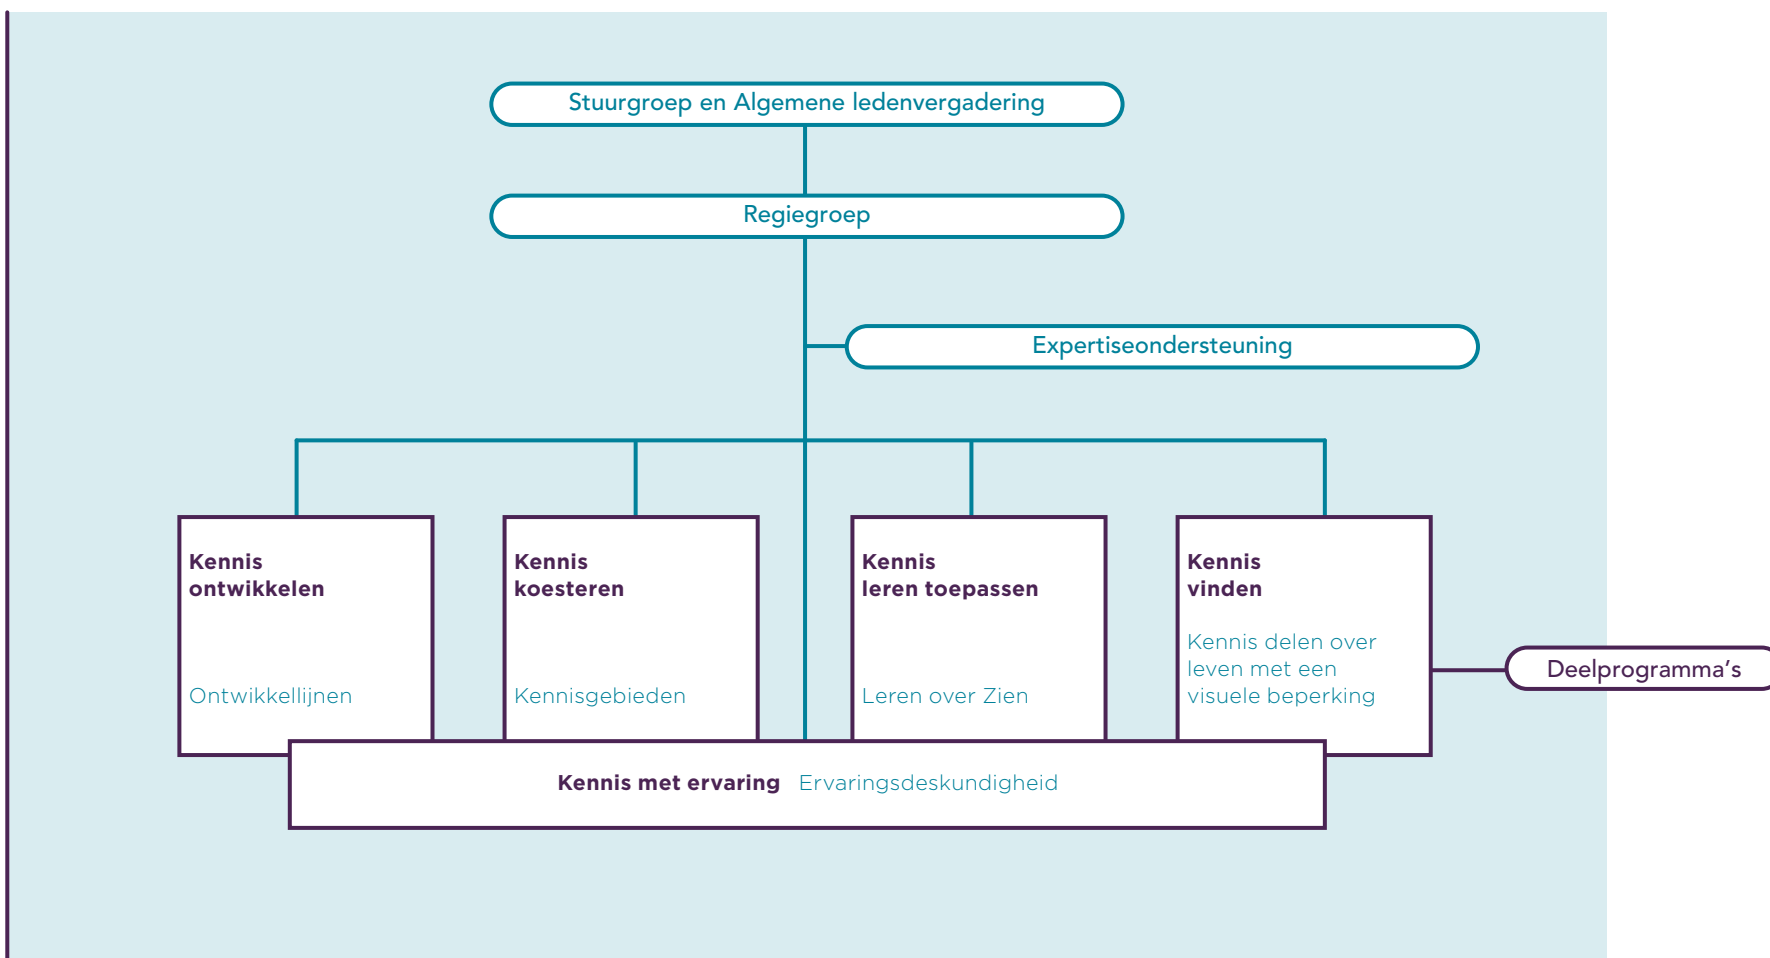 Stuurgroep en Algemene ledenvergadering
Regiegroep
Expertiseondersteuning
Kennis
ontwikkelen
Ontwikkellijnen
Kennis
koesteren
Kennisgebieden
Kennis
leren toepassen
Leren over Zien
Kennis
vinden
Kennis delen over
leven met een
visuele beperking
Deelprogramma's
Kennis met ervaring Ervaringsdeskundigheid